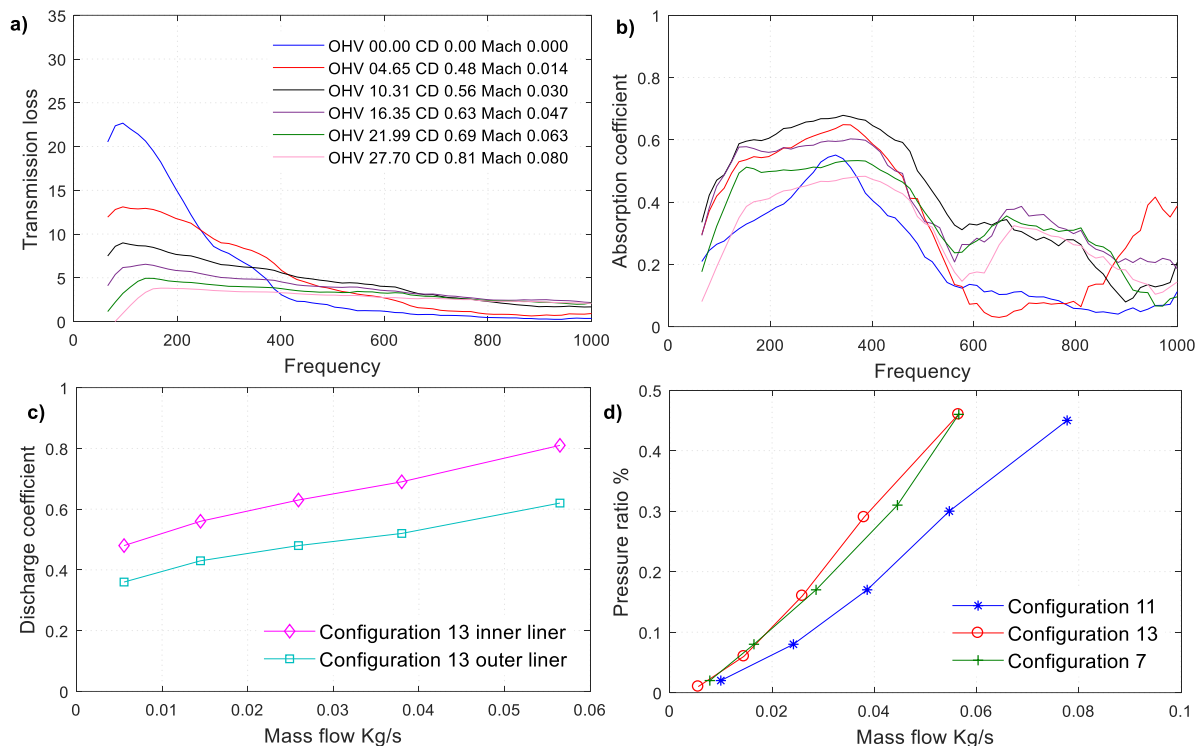 a)
35
30
25
20
15
10
5
0
Transmission loss
OHV 00.00 CD 0.00 Mach 0.000
OHV 04.65 CD 0.48 Mach 0.014
OHV 10.31 CD 0.56 Mach 0.030
OHV 16.35 CD 0.63 Mach 0.047
OHV 21.99 CD 0.69 Mach 0.063
OHV 27.70 CD 0.81 Mach 0.080
0 200 400 600 800 1000
Frequency
b)
1
0.8
0.6
0.4
0.2
0
Absorption coefficient
0 200 400 600 800 1000
Frequency
c)
1
0.8
0.6
0.4
0.2
0
Discharge coefficient
Configuration 13 inner liner
Configuration 13 outer liner
0 0.01 0.02 0.03 0.04 0.05 0.06
Mass flow Kg/s
d)
0.5
0.4
0.3
0.2
0.1
0
Pressure ratio %
Configuration 11
Configuration 13
Configuration 7
0 0.02 0.04 0.06 0.08 0.1
Mass flow Kg/s